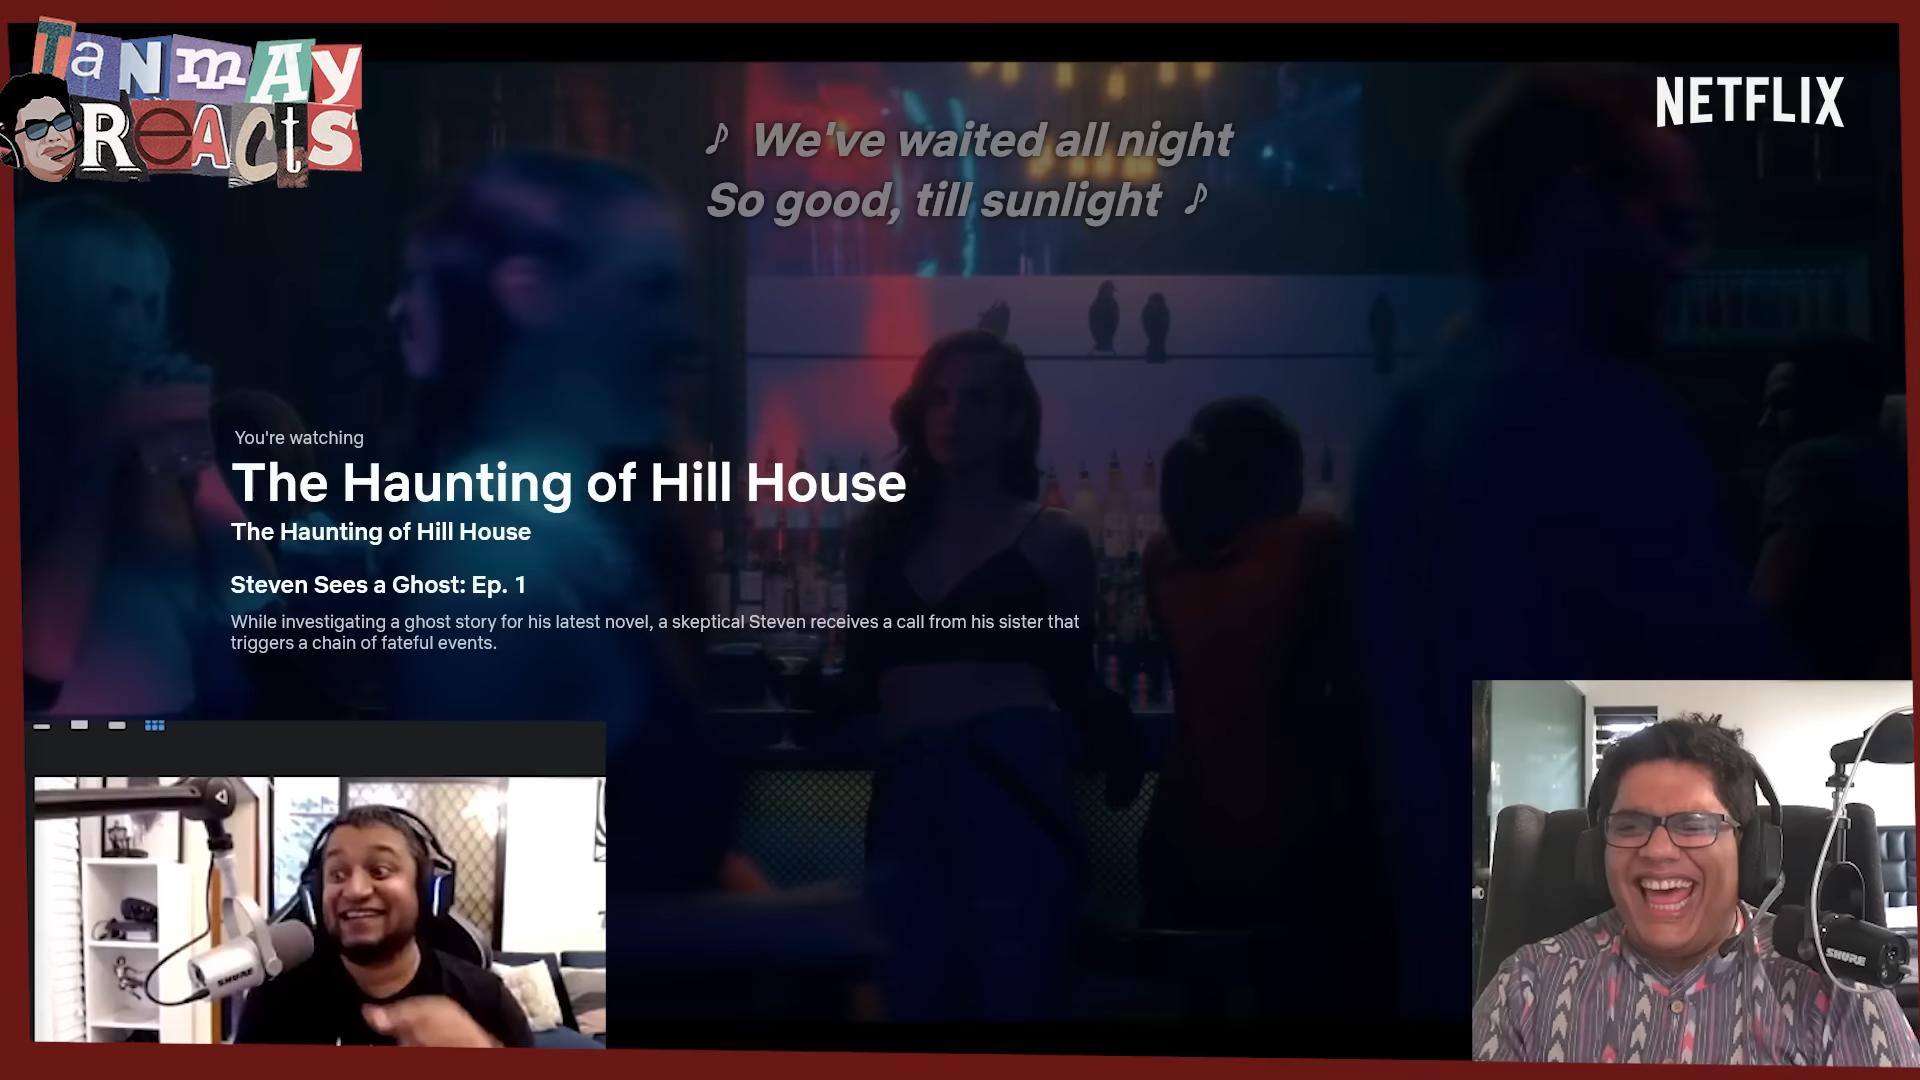 TaNmAy
ReActS
NETFLIX
♪ We've waited all night
So good, till sunlight ♪
You're watching
The Haunting of Hill House
The Haunting of Hill House
Steven Sees a Ghost: Ep. 1
While investigating a ghost story for his latest novel, a skeptical Steven receives a call from his sister that
triggers a chain of fateful events.
SHURE
SHURE